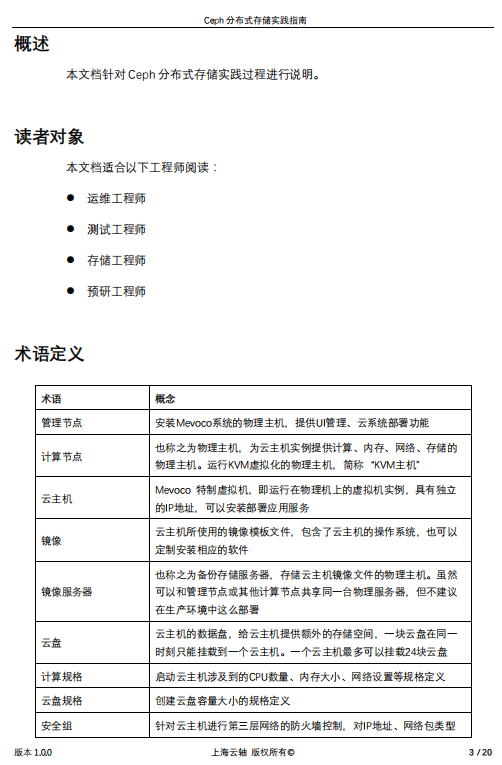 Ceph 分布式存储实践指南
概述
本文档针对 Ceph 分布式存储实践过程进行说明。
读者对象
本文档适合以下工程师阅读：
● 运维工程师
● 测试工程师
● 存储工程师
● 预研工程师
术语定义
术语 概念
管理节点 安装Mevoco系统的物理主机，提供UI管理、云系统部署功能
计算节点 也称之为物理主机，为云主机实例提供计算、内存、网络、存储的
物理主机。运行KVM虚拟化的物理主机，简称“KVM主机”
云主机 Mevoco 特制虚拟机，即运行在物理机上的虚拟机实例，具有独立
的IP地址，可以安装部署应用服务
镜像 云主机所使用的镜像模板文件，包含了云主机的操作系统，也可以
定制安装相应的软件
镜像服务器 也称之为备份存储服务器，存储云主机镜像文件的物理主机。虽然
可以和管理节点或其他计算节点共享同一台物理服务器，但不建议
在生产环境中这么部署
云盘 云主机的数据盘，给云主机提供额外的存储空间，一块云盘在同一
时刻只能挂载到一个云主机。一个云主机最多可以挂载24块云盘
计算规格 启动云主机涉及到的CPU数量、内存大小、网络设置等规格定义
云盘规格 创建云盘容量大小的规格定义
安全组 针对云主机进行第三层网络的防火墙控制，对IP地址、网络包类型
版本 1.0.0 上海云轴 版权所有© 3 / 20